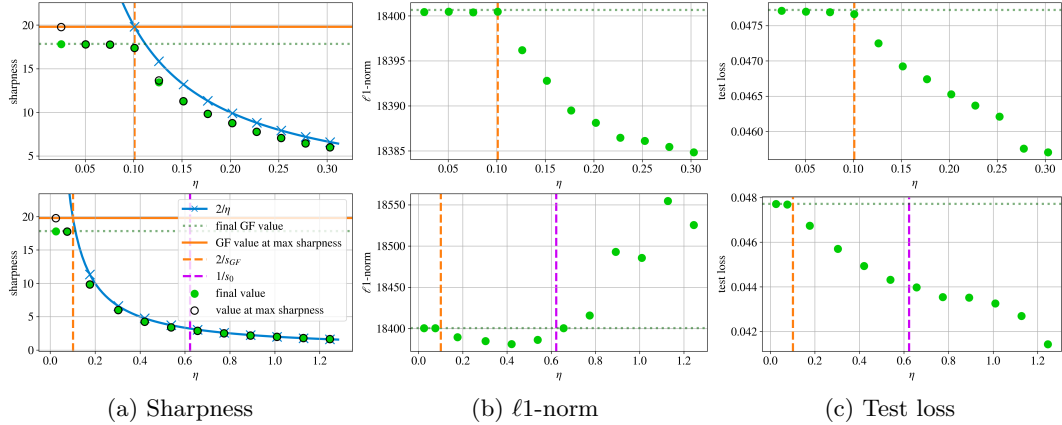 20
15
10
5
sharpness
0.05 0.10 0.15 0.20 0.25 0.30
η
18400
18395
18390
18385
ℓ1-norm
0.05 0.10 0.15 0.20 0.25 0.30
η
0.0475
0.0470
0.0465
0.0460
test loss
0.05 0.10 0.15 0.20 0.25 0.30
η
20
15
10
5
0
sharpness
0.0 0.2 0.4 0.6 0.8 1.0 1.2
η
2/η
final GF value
GF value at max sharpness
2/s_{GF}
1/s_0
final value
value at max sharpness
18550
18500
18450
18400
ℓ1-norm
0.0 0.2 0.4 0.6 0.8 1.0 1.2
η
0.048
0.046
0.044
0.042
test loss
0.0 0.2 0.4 0.6 0.8 1.0 1.2
η
(a) Sharpness
(b) ℓ1-norm
(c) Test loss